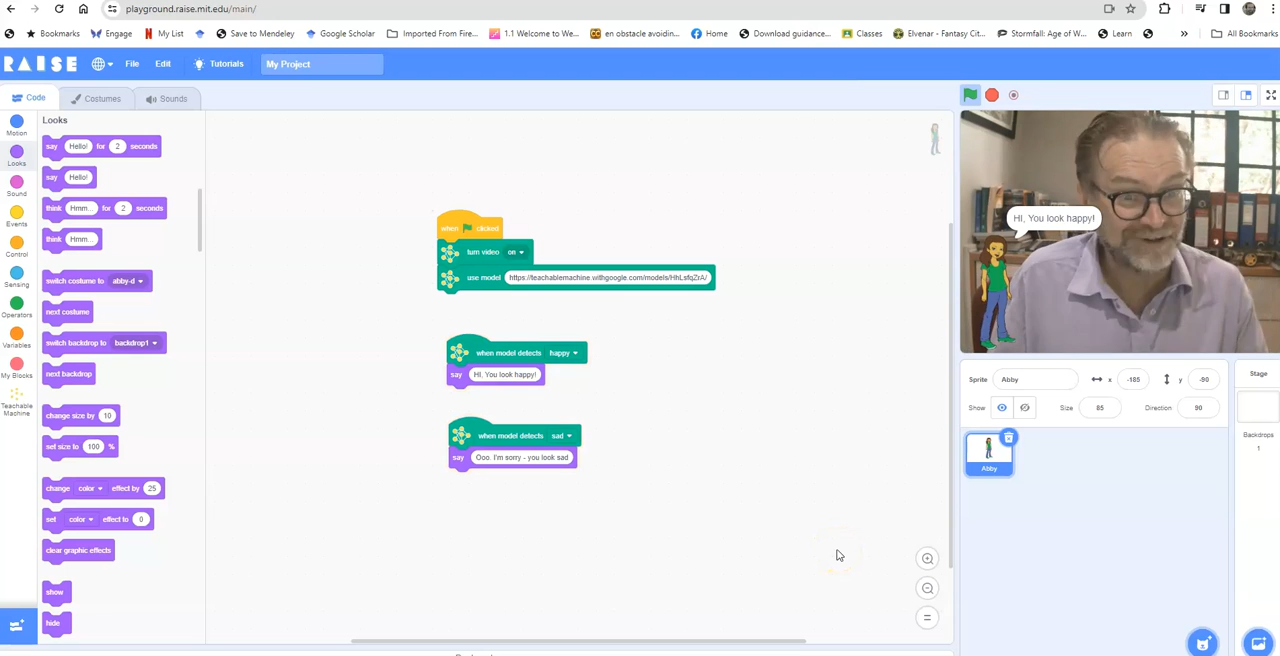 playground.raise.mit.edu/main/
Bookmarks Engage My List Save to Mendeley Google Scholar Imported From Fire... 1.1 Welcome to We... en obstacle avoidin... Home Download guidance... Classes Elvenar - Fantasy Cit... Stormfall: Age of W... Learn » All Bookmarks
RAISE File Edit Tutorials My Project
Code Costumes Sounds
Motion
Looks
Sound
Events
Control
Sensing
Operators
Variables
My Blocks
Teachable
Machine
Looks
say Hello! for 2 seconds
say Hello!
think Hmm... for 2 seconds
think Hmm...
switch costume to abby-d
next costume
switch backdrop to backdrop1
next backdrop
change size by 10
set size to 100 %
change color effect by 25
set color effect to 0
clear graphic effects
show
hide
when clicked
turn video on
use model https://teachablemachine.withgoogle.com/models/HhLsfqZrA/
when model detects happy
say HI, You look happy!
when model detects sad
say Ooo. I'm sorry - you look sad
HI, You look happy!
Sprite Abby x -185 y -90
Show Size 85 Direction 90
Abby
Stage
Backdrops
1